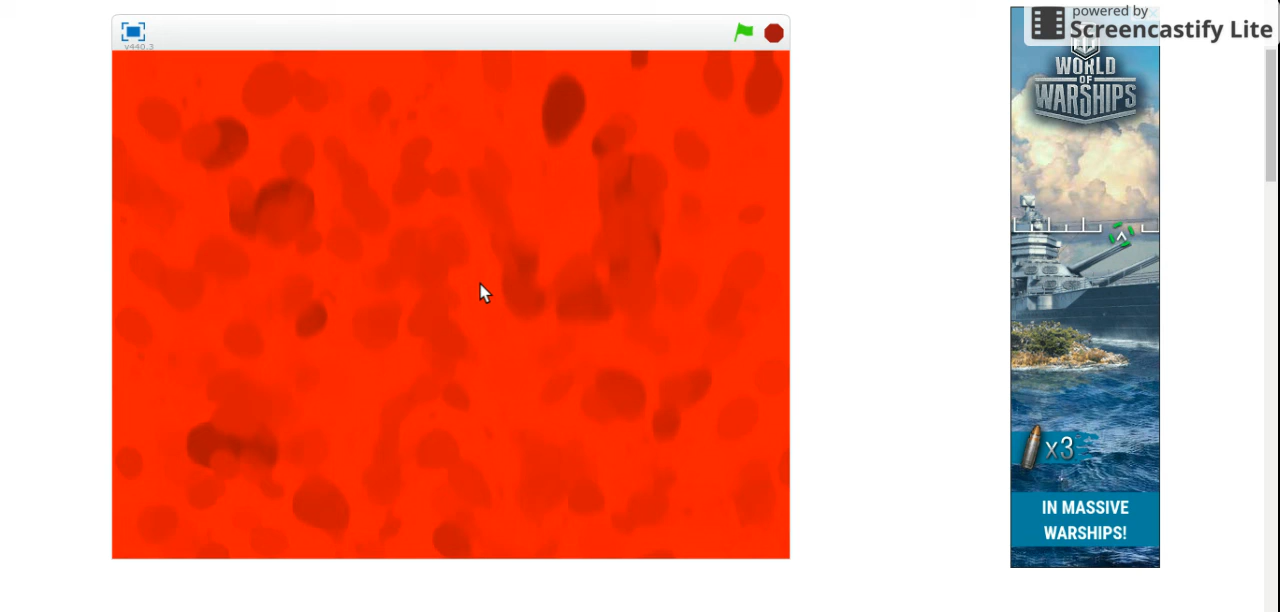 v440.3
powered by
Screencastify Lite
WORLD
OF
WARSHIPS
x3
IN MASSIVE
WARSHIPS!